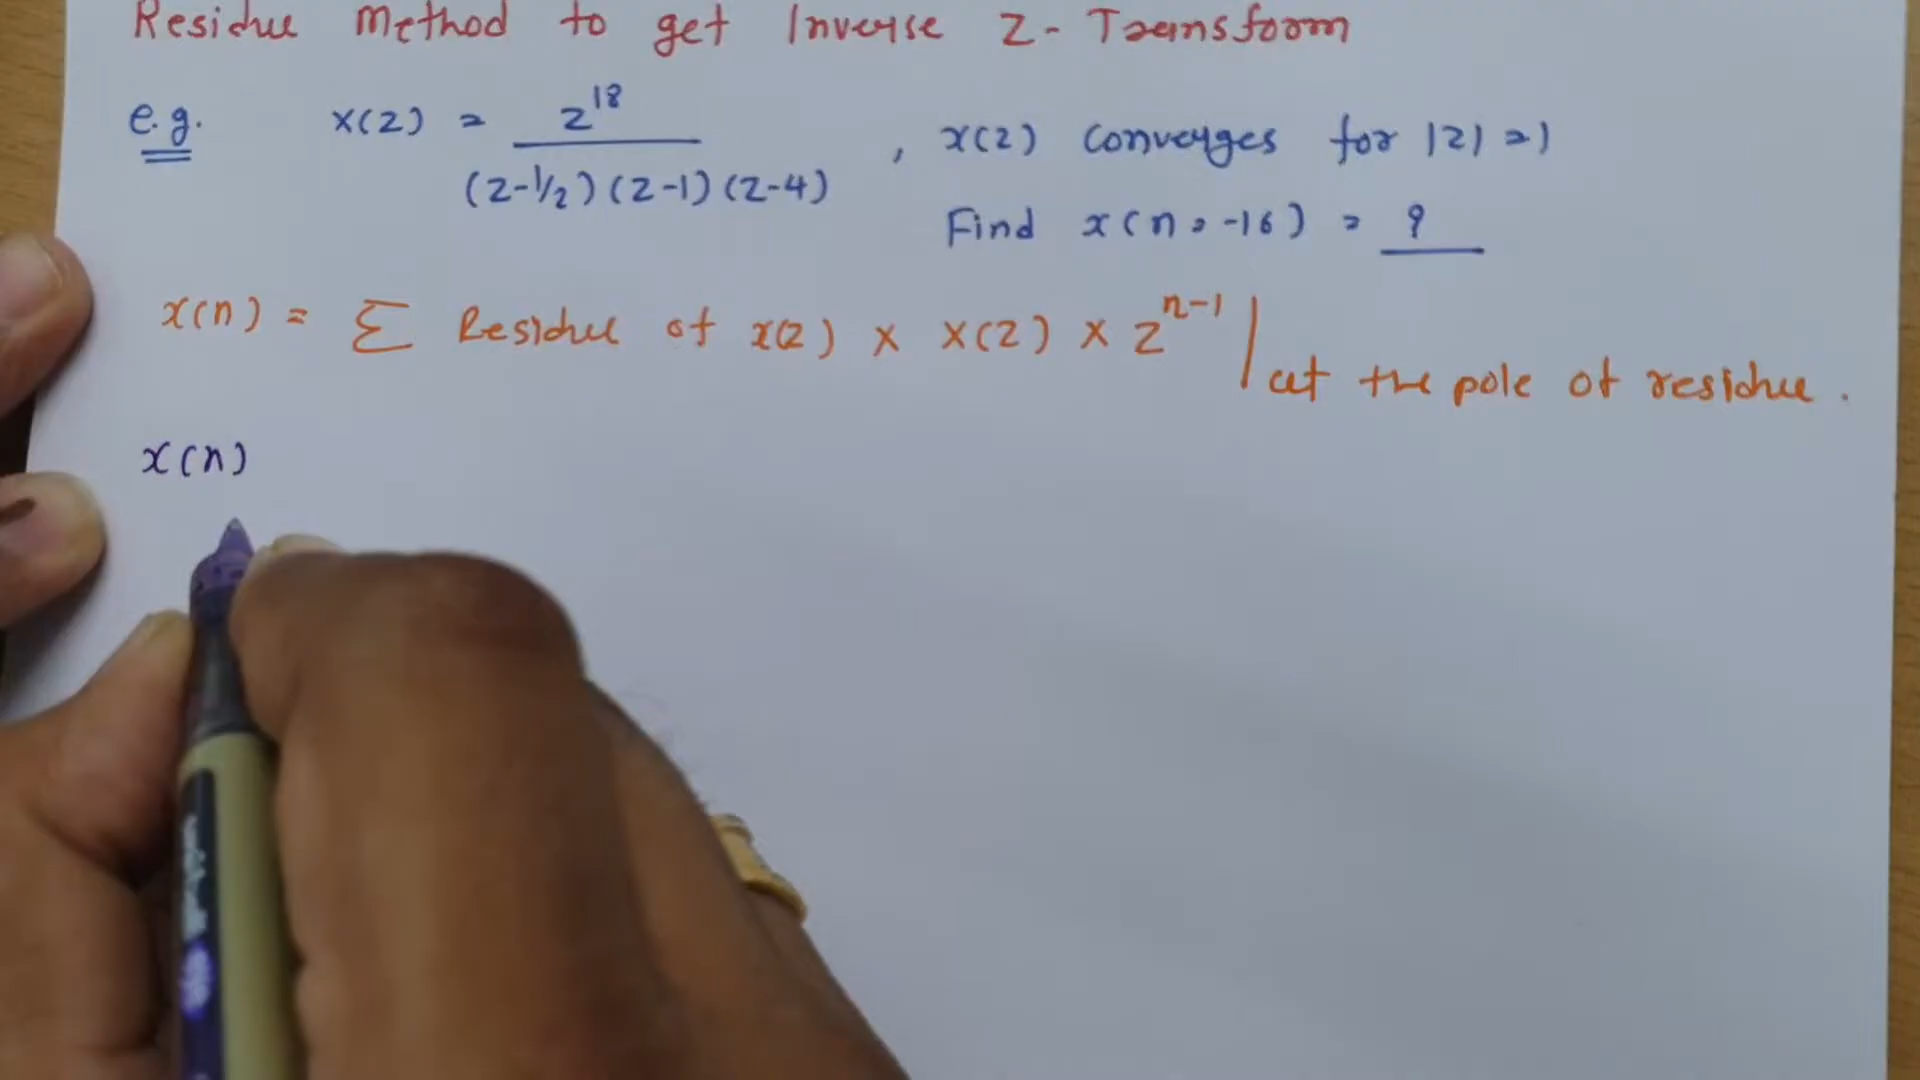 Residue Method to get Inverse Z-Transform
e.g. X(Z) = Z^18 / (Z-1/2)(Z-1)(Z-4) , x(Z) Converges for |Z|=1
Find x(n=-16) = ?
x(n) = Σ Residue of x(Z) × X(Z) × Z^n-1 | at the pole of residue.
x(n)